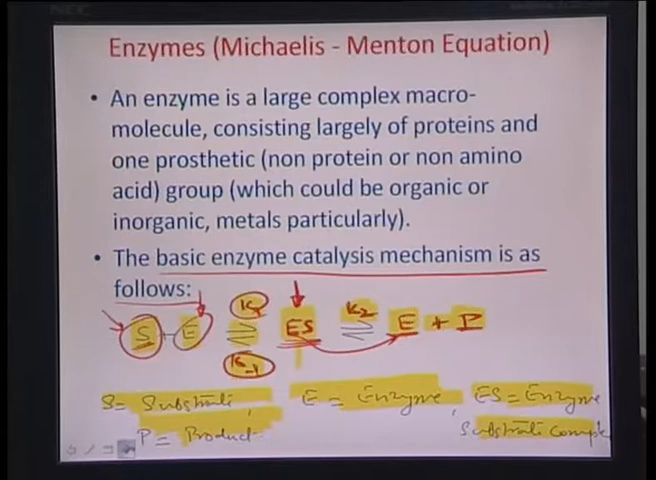 Enzymes (Michaelis - Menton Equation)
• An enzyme is a large complex macro-
molecule, consisting largely of proteins and
one prosthetic (non protein or non amino
acid) group (which could be organic or
inorganic, metals particularly).
• The basic enzyme catalysis mechanism is as
follows:
S + E ⇌ ES ⇌ E + P
K1 K2
K-1
S = Substrate, E = Enzyme, ES = Enzyme
P = Product Substrate Comple